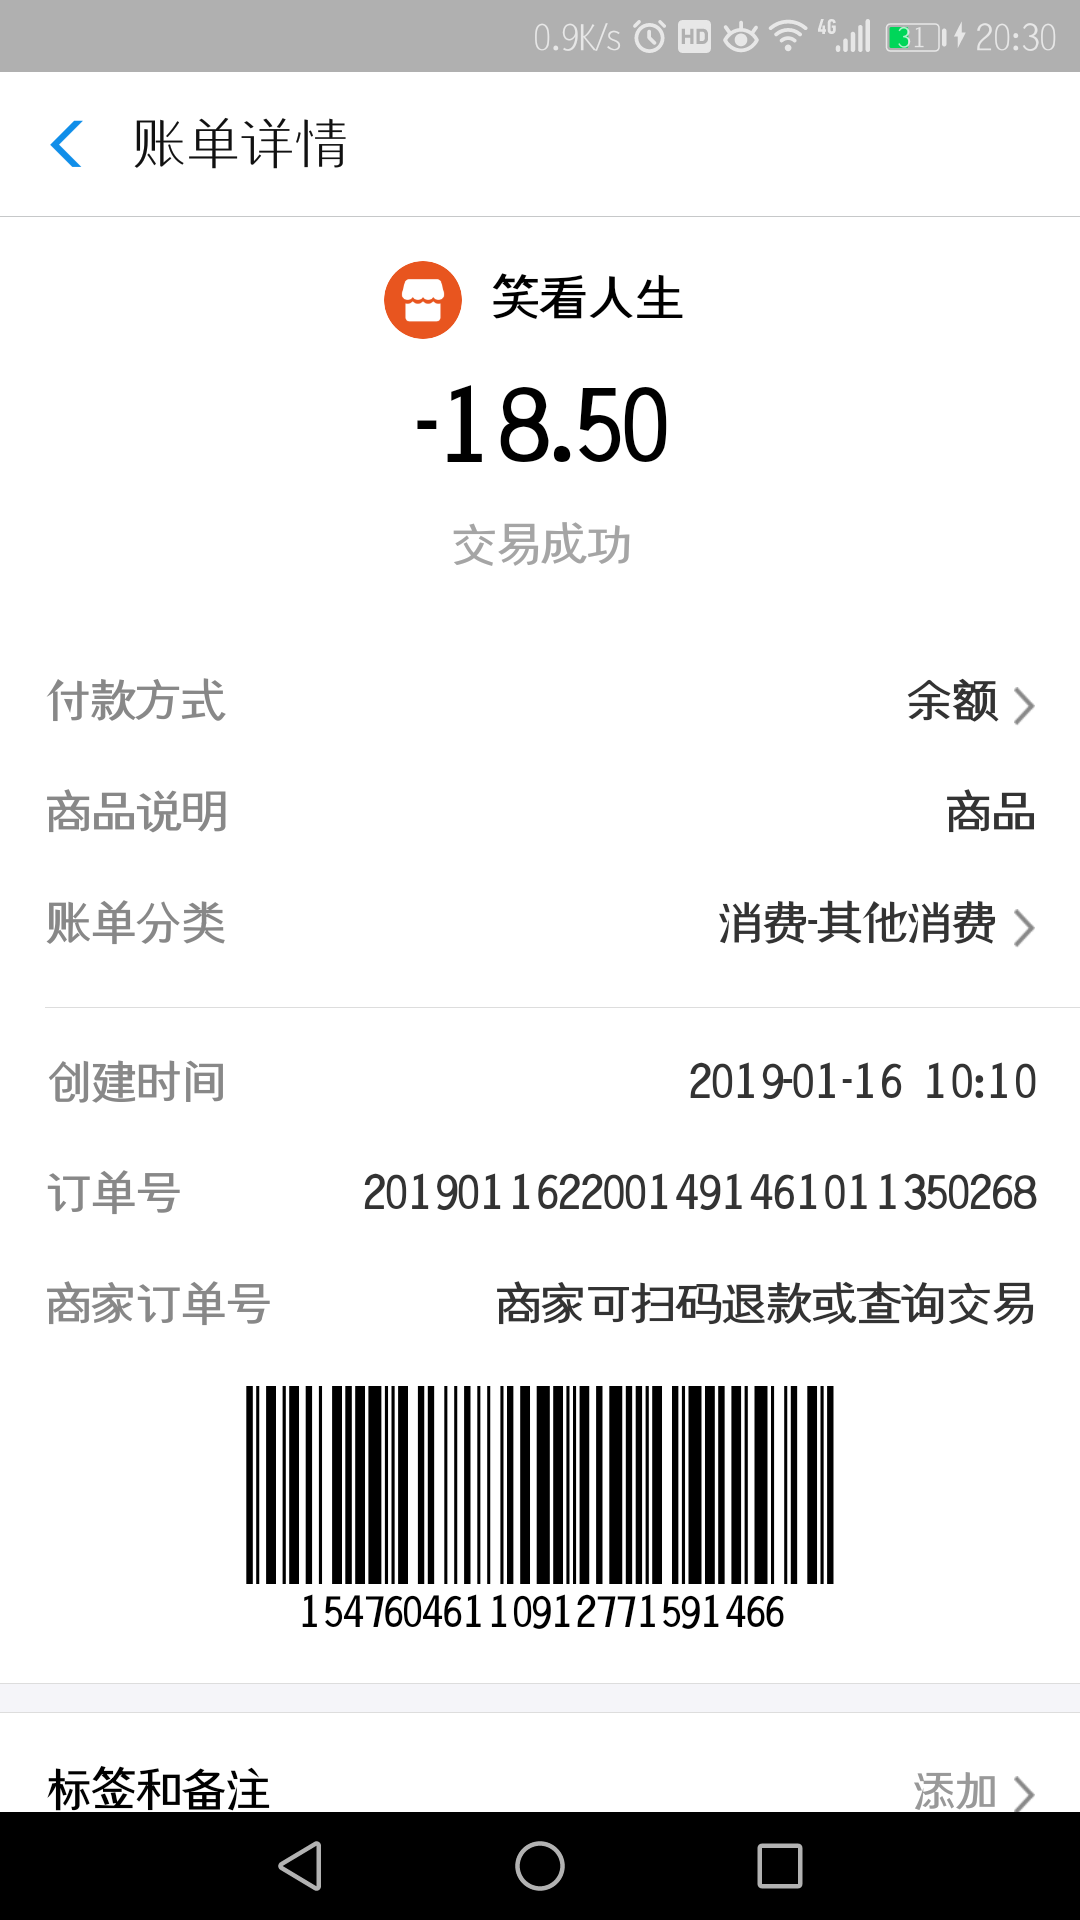 0.9K/s HD 4G 31 20:30
账单详情
笑看人生
-18.50
交易成功
付款方式 余额
商品说明 商品
账单分类 消费-其他消费
创建时间 2019-01-16 10:10
订单号 2019011622001491461011350268
商家订单号 商家可扫码退款或查询交易
1547604611091277159​1466
标签和备注 添加